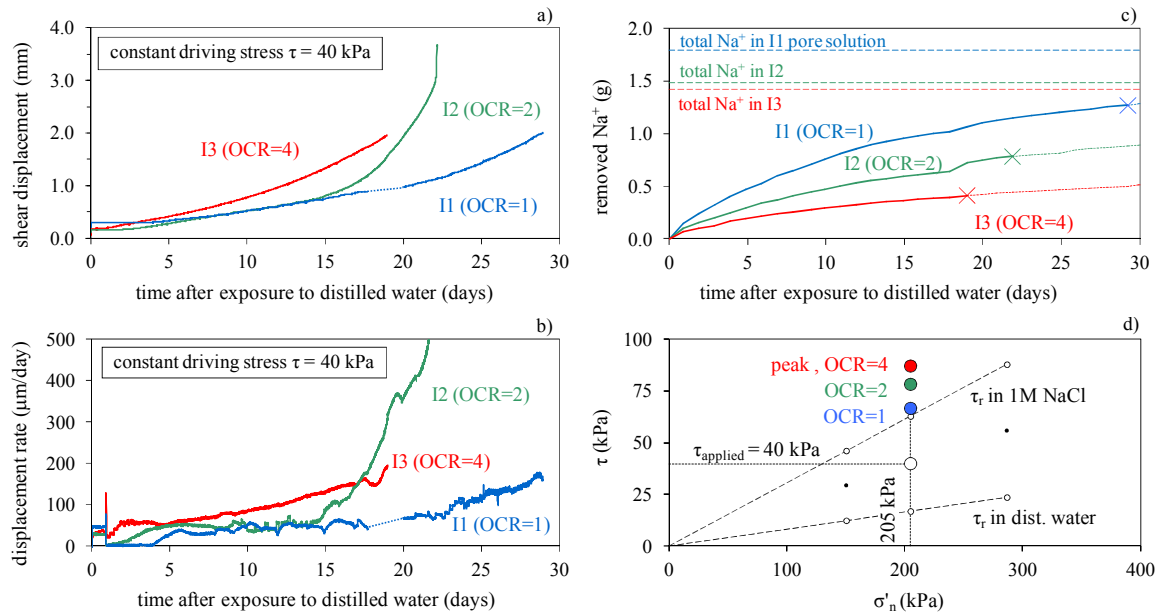 a)
4.0
3.0
2.0
1.0
0.0
shear displacement (mm)
constant driving stress τ = 40 kPa
I2 (OCR=2)
I3 (OCR=4)
I1 (OCR=1)
0 5 10 15 20 25 30
time after exposure to distilled water (days)
c)
2.0
1.5
1.0
0.5
0.0
removed Na⁺ (g)
total Na⁺ in I1 pore solution
total Na⁺ in I2
total Na⁺ in I3
I1 (OCR=1)
I2 (OCR=2)
I3 (OCR=4)
0 5 10 15 20 25 30
time after exposure to distilled water (days)
b)
500
400
300
200
100
0
displacement rate (μm/day)
constant driving stress τ = 40 kPa
I2 (OCR=2)
I3 (OCR=4)
I1 (OCR=1)
0 5 10 15 20 25 30
time after exposure to distilled water (days)
d)
100
75
50
25
0
τ (kPa)
peak , OCR=4
OCR=2
OCR=1
τr in 1M NaCl
τapplied = 40 kPa
205 kPa
τr in dist. water
0 100 200 300 400
σ'n (kPa)